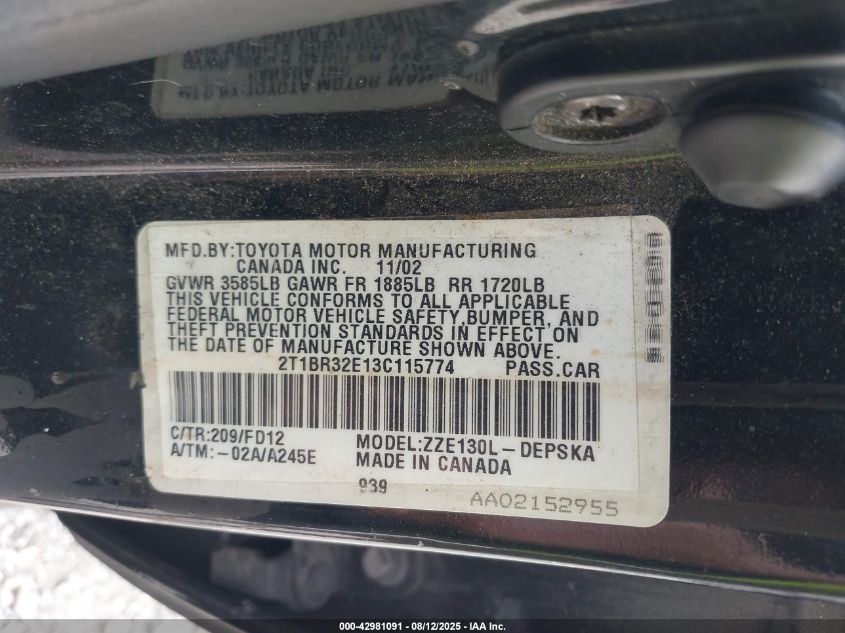 MFD.BY:TOYOTA MOTOR MANUFACTURING
CANADA INC. 11/02
GVWR 3585LB GAWR FR 1885LB RR 1720LB
THIS VEHICLE CONFORMS TO ALL APPLICABLE
FEDERAL MOTOR VEHICLE SAFETY,BUMPER, AND
THEFT PREVENTION STANDARDS IN EFFECT ON
THE DATE OF MANUFACTURE SHOWN ABOVE.
2T1BR32E13C115774 PASS.CAR
C/TR:209/FD12 MODEL:ZZE130L-DEPSKA
A/TM:-02A/A245E MADE IN CANADA
939
AA02152955
000-42981091 - 08/12/2025 - IAA Inc.